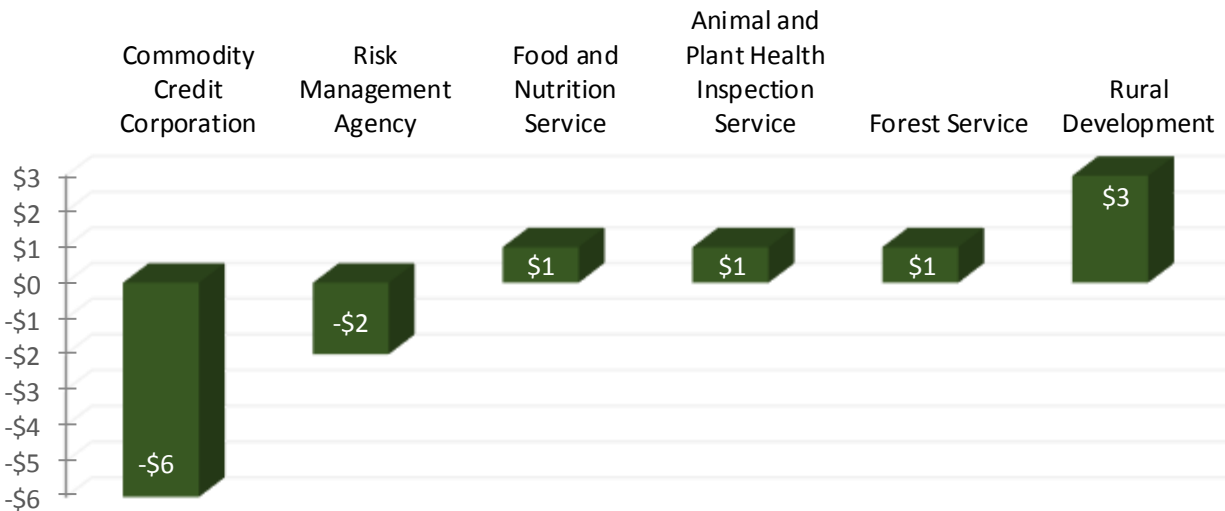 Commodity
Credit
Corporation
Risk
Management
Agency
Food and
Nutrition
Service
Animal and
Plant Health
Inspection
Service
Forest Service
Rural
Development
$3
$2
$1
$0
-$1
-$2
-$3
-$4
-$5
-$6
-$6
-$2
$1
$1
$1
$3